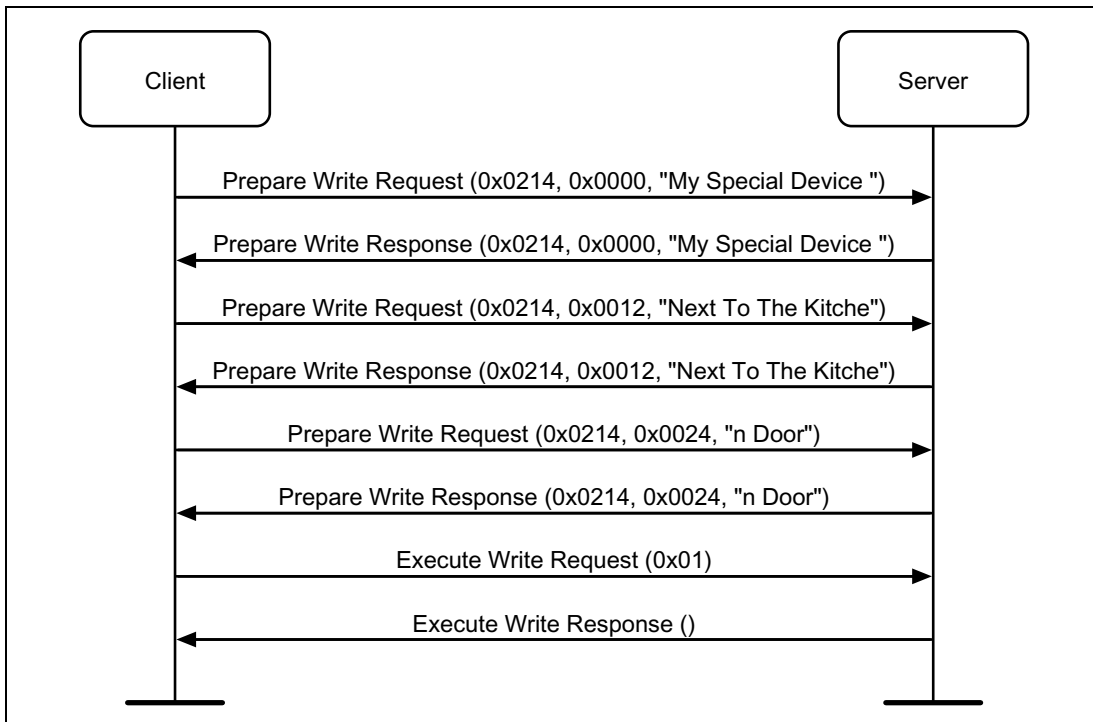 Client
Server
Prepare Write Request (0x0214, 0x0000, "My Special Device ")
Prepare Write Response (0x0214, 0x0000, "My Special Device ")
Prepare Write Request (0x0214, 0x0012, "Next To The Kitche")
Prepare Write Response (0x0214, 0x0012, "Next To The Kitche")
Prepare Write Request (0x0214, 0x0024, "n Door")
Prepare Write Response (0x0214, 0x0024, "n Door")
Execute Write Request (0x01)
Execute Write Response ()